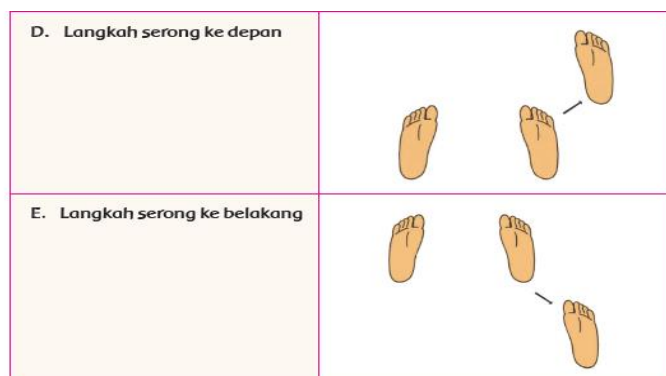 D. Langkah serong ke depan
E. Langkah serong ke belakang